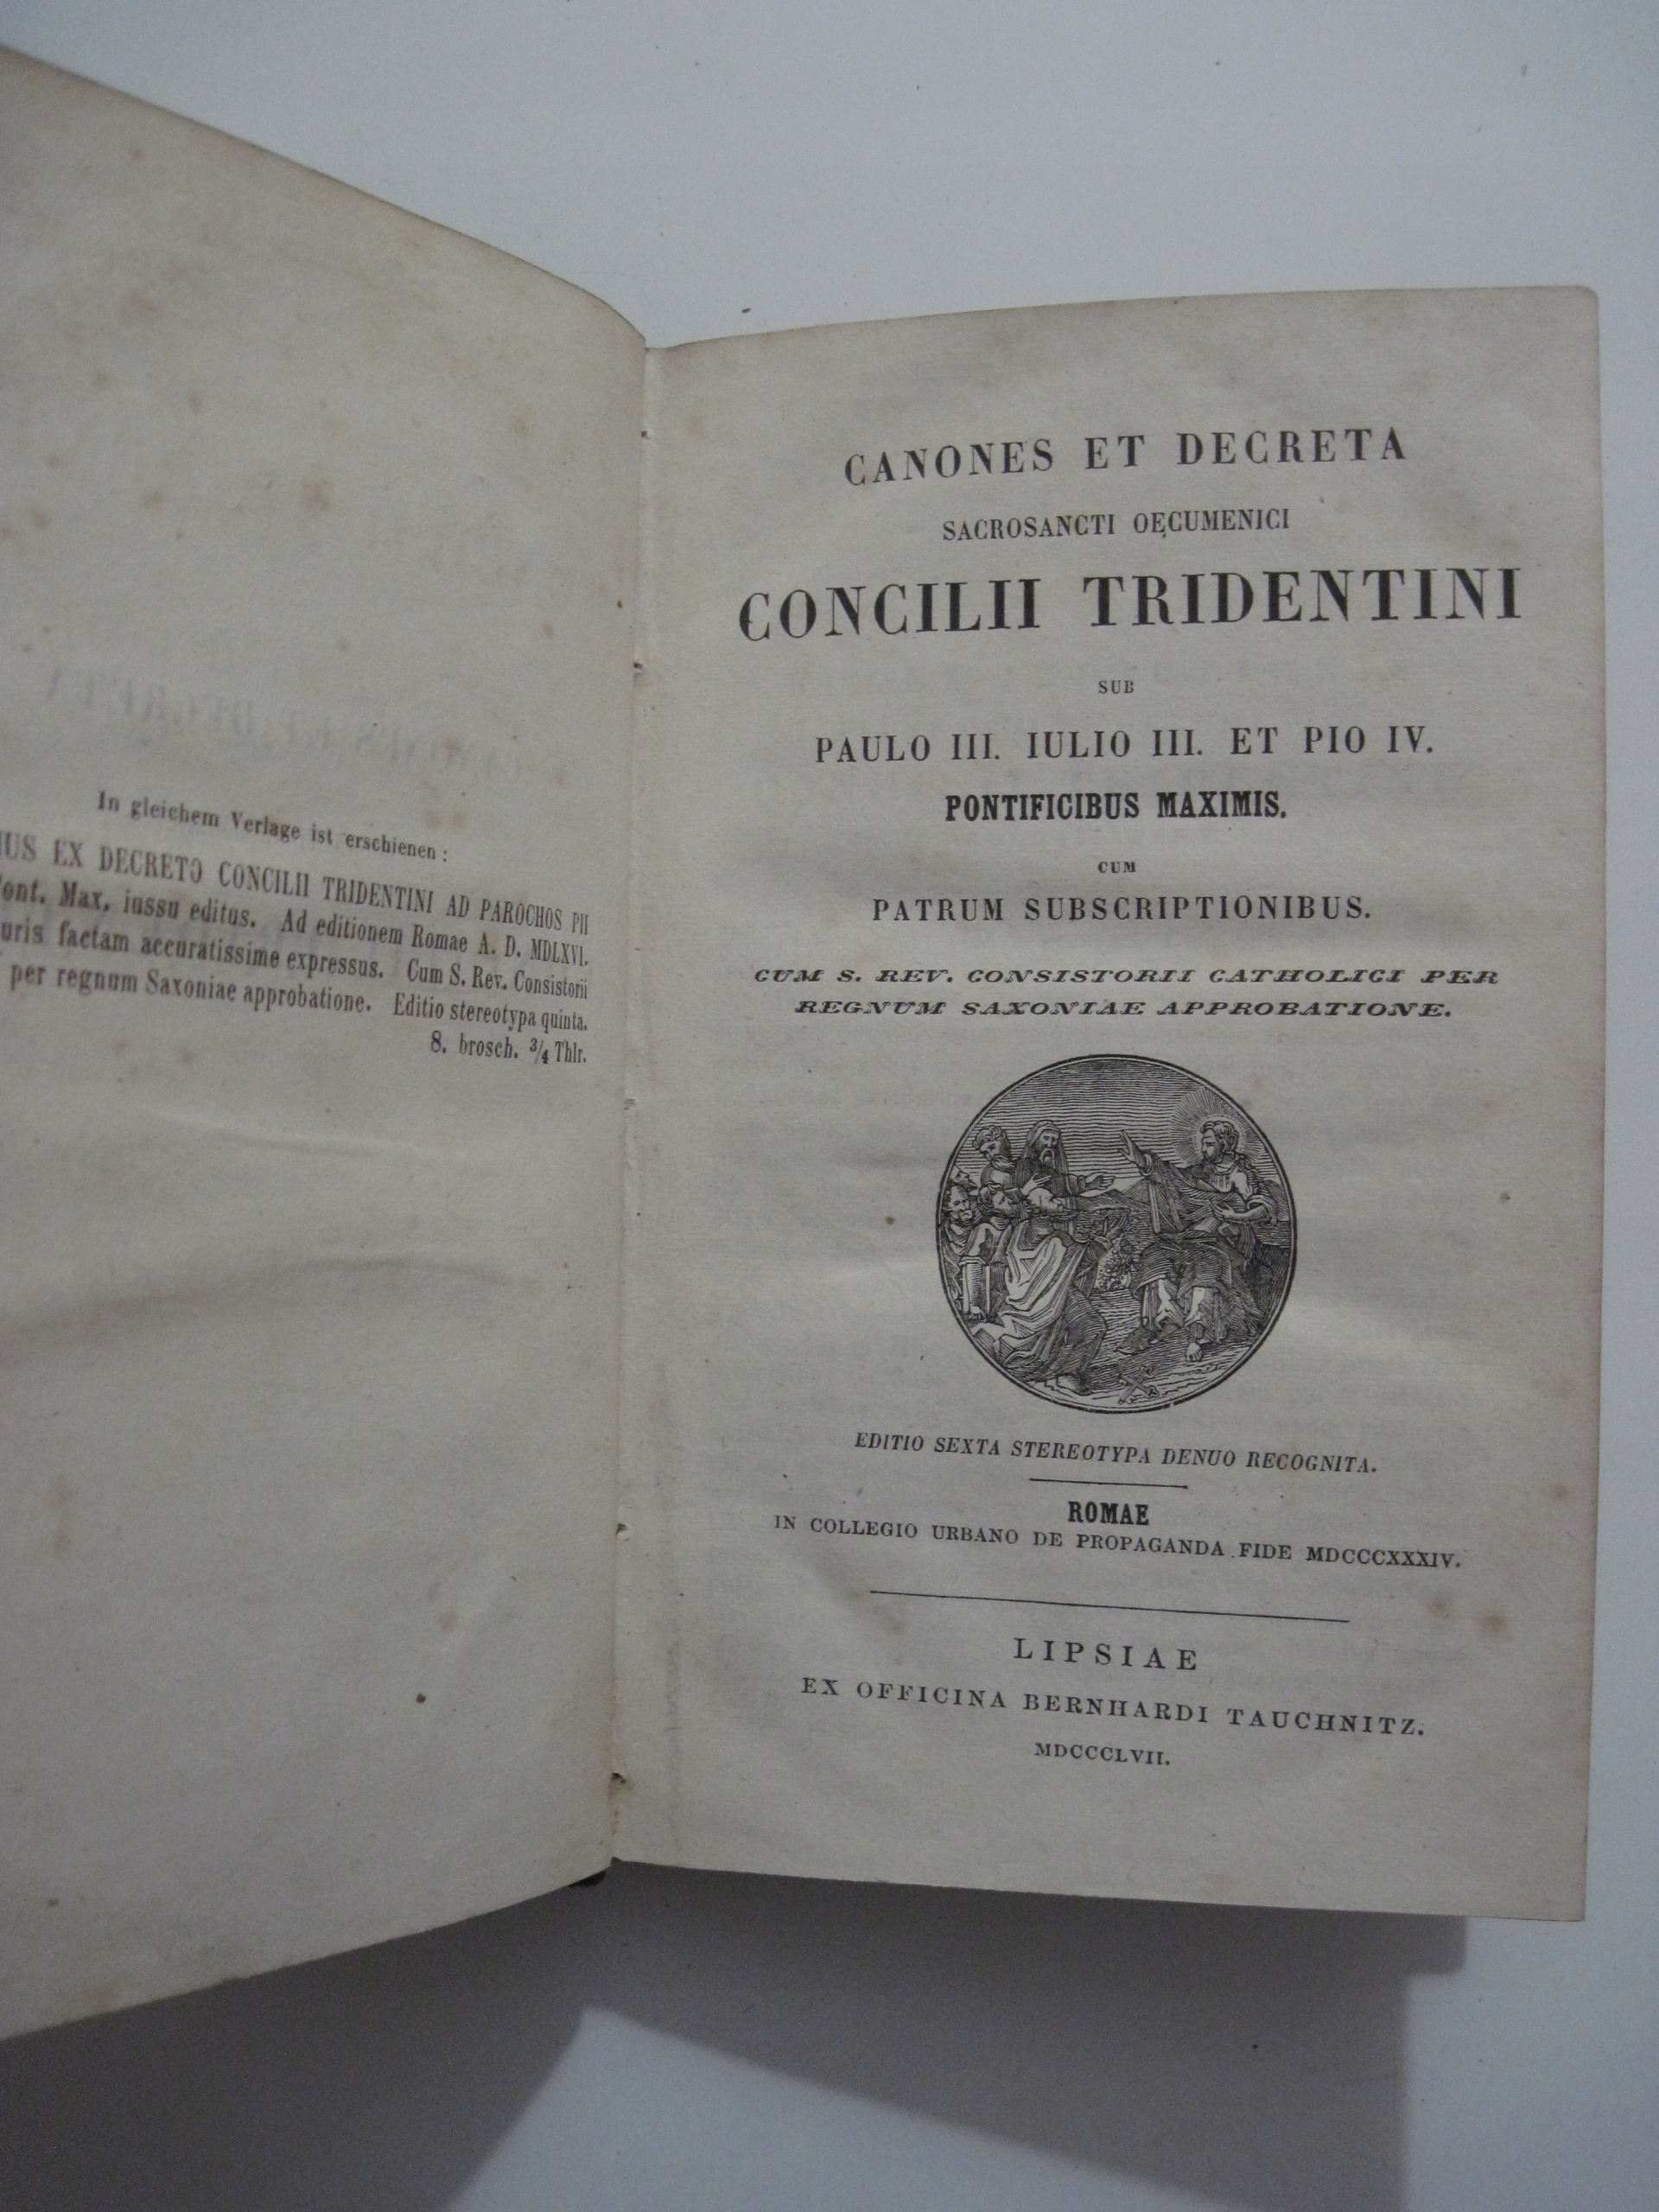 In gleichem Verlage ist erschienen:
EX DECRETO CONCILII TRIDENTINI AD PAROCHOS PII
Max. iussu editus. Ad editionem Romae A. D. MDLXVI.
factam accuratissime expressus. Cum S. Rev. Consistorii
per regnum Saxoniae approbatione. Editio stereotypa quinta.
8. brosch. 3/4 Thlr.
CANONES ET DECRETA
SACROSANCTI OECUMENICI
CONCILII TRIDENTINI
SUB
PAULO III. IULIO III. ET PIO IV.
PONTIFICIBUS MAXIMIS.
CUM
PATRUM SUBSCRIPTIONIBUS.
CUM S. REV. CONSISTORII CATHOLICI PER
REGNUM SAXONIAE APPROBATIONE.
EDITIO SEXTA STEREOTYPA DENUO RECOGNITA.
ROMAE
IN COLLEGIO URBANO DE PROPAGANDA FIDE MDCCCXXXIV.
LIPSIAE
EX OFFICINA BERNHARDI TAUCHNITZ.
MDCCCLVII.